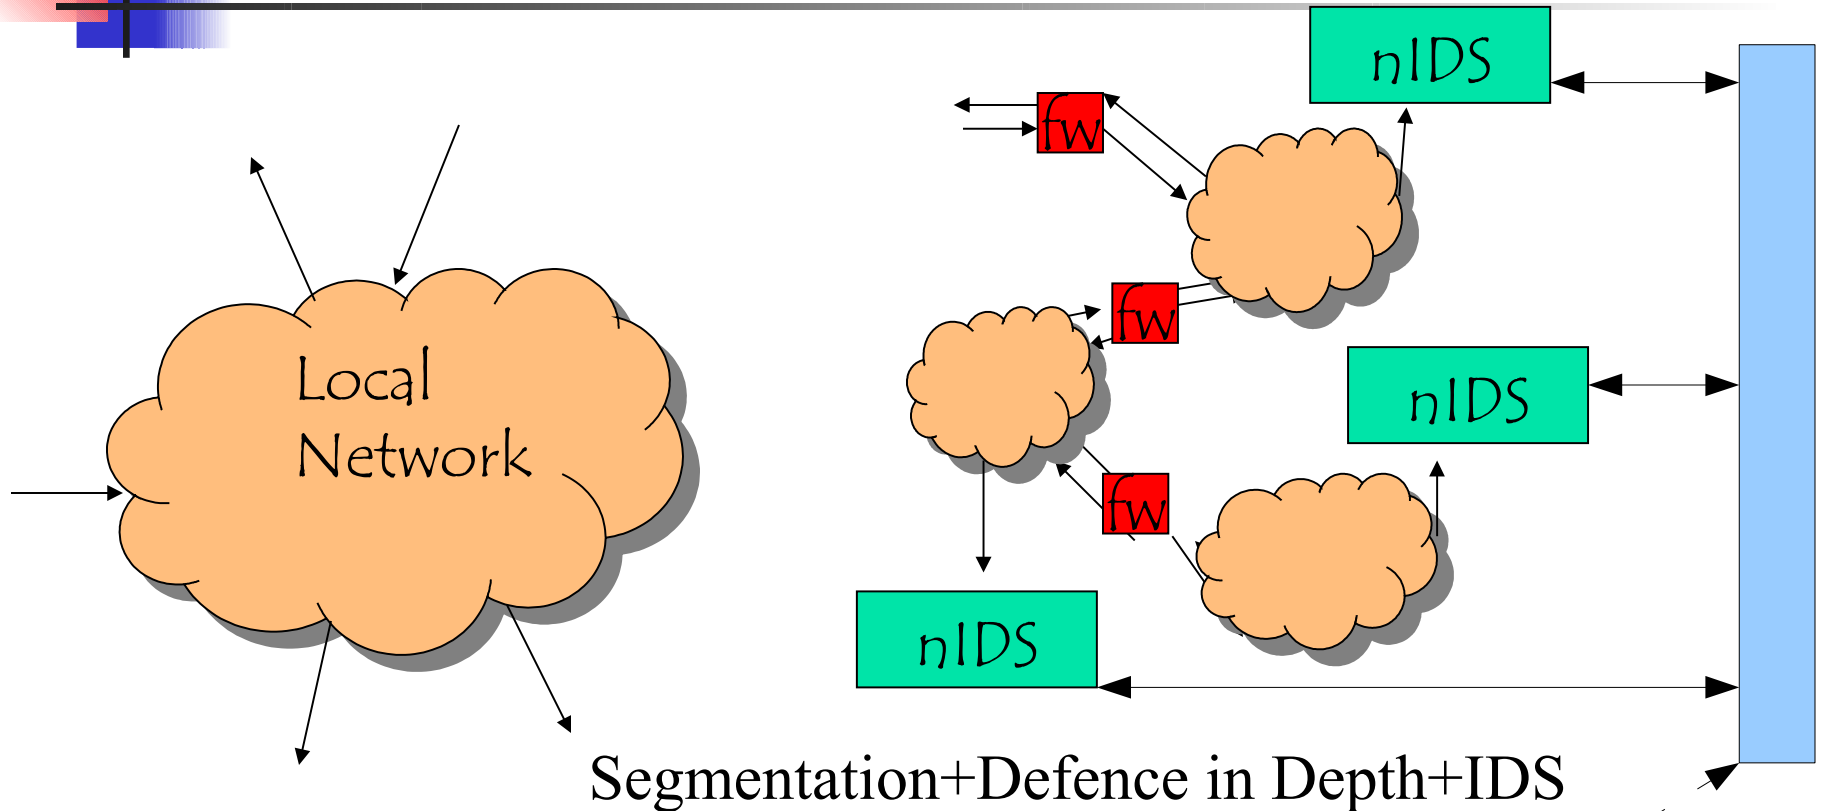 nIDS
fw
fw
Local
Network
nIDS
fw
nIDS
Segmentation+Defence in Depth+IDS